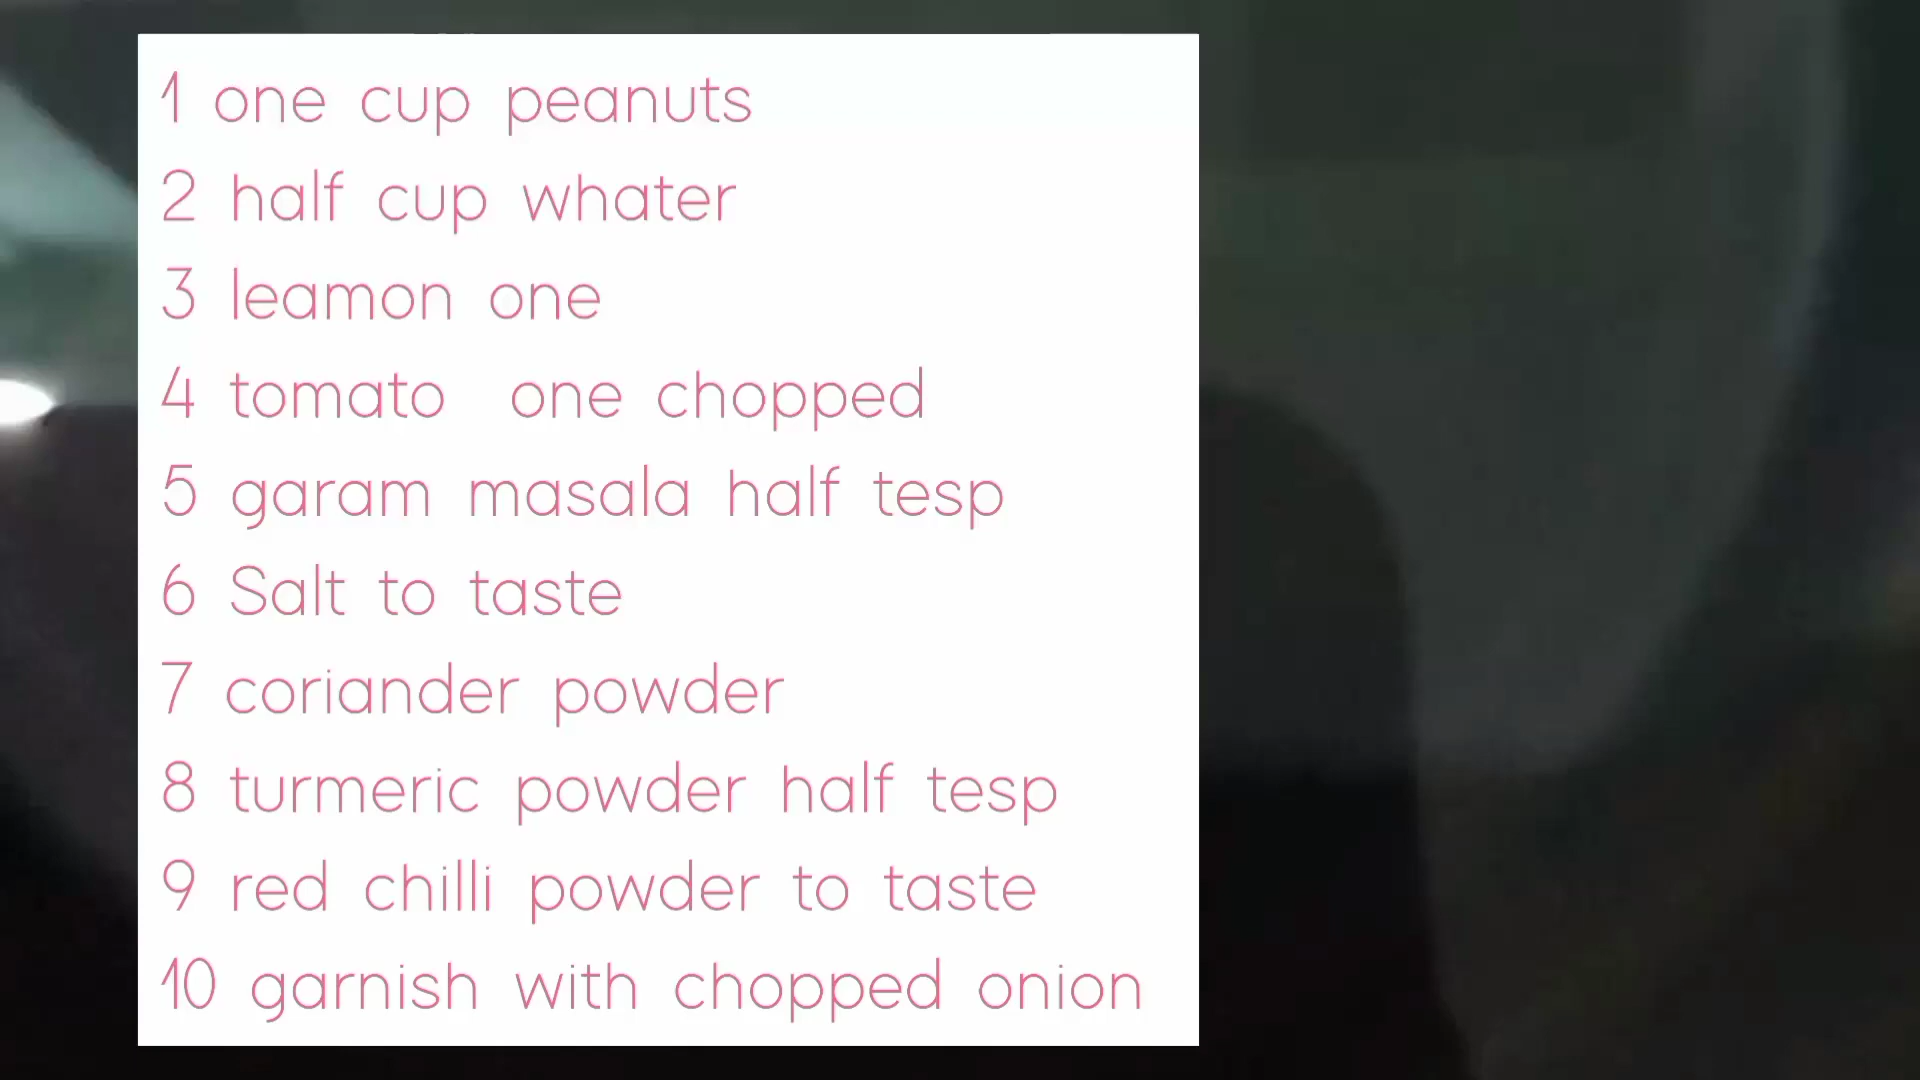 1 one cup peanuts
2 half cup whater
3 leamon one
4 tomato one chopped
5 garam masala half tesp
6 Salt to taste
7 coriander powder
8 turmeric powder half tesp
9 red chilli powder to taste
10 garnish with chopped onion